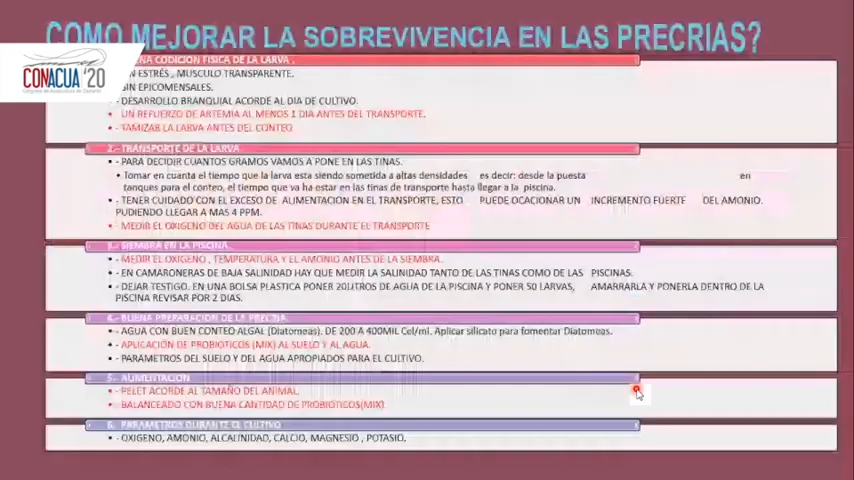 COMO MEJORAR LA SOBREVIVENCIA EN LAS PRECRIAS?
CONACUA '20
NA CODICION FISICA DE LA LARVA .
N ESTRÉS , MUSCULO TRANSPARENTE.
SIN EPICOMENSALES.
- DESARROLLO BRANQUIAL ACORDE AL DIA DE CULTIVO.
- UN REFUERZO DE ARTEMIA AL MENOS 1 DIA ANTES DEL TRANSPORTE.
- TAMIZAR LA LARVA ANTES DEL CONTEO
2.- TRANSPORTE DE LA LARVA
- PARA DECIDIR CUANTOS GRAMOS VAMOS A PONE EN LAS TINAS.
Tomar en cuanta el tiempo que la larva esta siendo sometida a altas densidades es decir: desde la puesta en
tanques para el conteo, el tiempo que va ha estar en las tinas de transporte hasta llegar a la piscina.
- TENER CUIDADO CON EL EXCESO DE ALIMENTACION EN EL TRANSPORTE, ESTO PUEDE OCACIONAR UN INCREMENTO FUERTE DEL AMONIO.
PUDIENDO LLEGAR A MAS 4 PPM.
- MEDIR EL OXIGENO DEL AGUA DE LAS TINAS DURANTE EL TRANSPORTE
3.- SIEMBRA EN LA PISCINA.
- MEDIR EL OXIGENO , TEMPERATURA Y EL AMONIO ANTES DE LA SIEMBRA.
- EN CAMARONERAS DE BAJA SALINIDAD HAY QUE MEDIR LA SALINIDAD TANTO DE LAS TINAS COMO DE LAS PISCINAS.
- DEJAR TESTIGO. EN UNA BOLSA PLASTICA PONER 20LITROS DE AGUA DE LA PISCINA Y PONER 50 LARVAS, AMARRARLA Y PONERLA DENTRO DE LA
PISCINA REVISAR POR 2 DIAS.
4.- BUENA PREPARACION DE LA PRECRIA.
- AGUA CON BUEN CONTEO ALGAL (Diatomeas). DE 200 A 400MIL Cel/ml. Aplicar silicato para fomentar Diatomeas.
- APLICACIÓN DE PROBIOTICOS (MIX) AL SUELO Y AL AGUA.
- PARAMETROS DEL SUELO Y DEL AGUA APROPIADOS PARA EL CULTIVO.
5.- ALIMENTACION
- PELET ACORDE AL TAMAÑO DEL ANIMAL.
- BALANCEADO CON BUENA CANTIDAD DE PROBIOTICOS(MIX)
6.- PARAMETROS DURANTE EL CULTIVO
- OXIGENO, AMONIO, ALCALINIDAD, CALCIO, MAGNESIO , POTASIO.